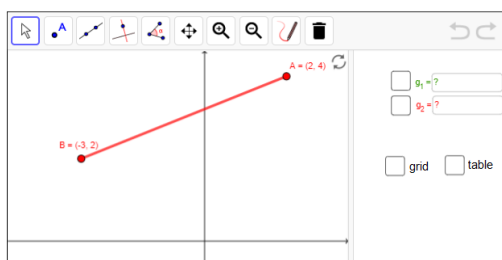 A
A = (2, 4)
B = (-3, 2)
g₁ = ?
g₂ = ?
grid
table